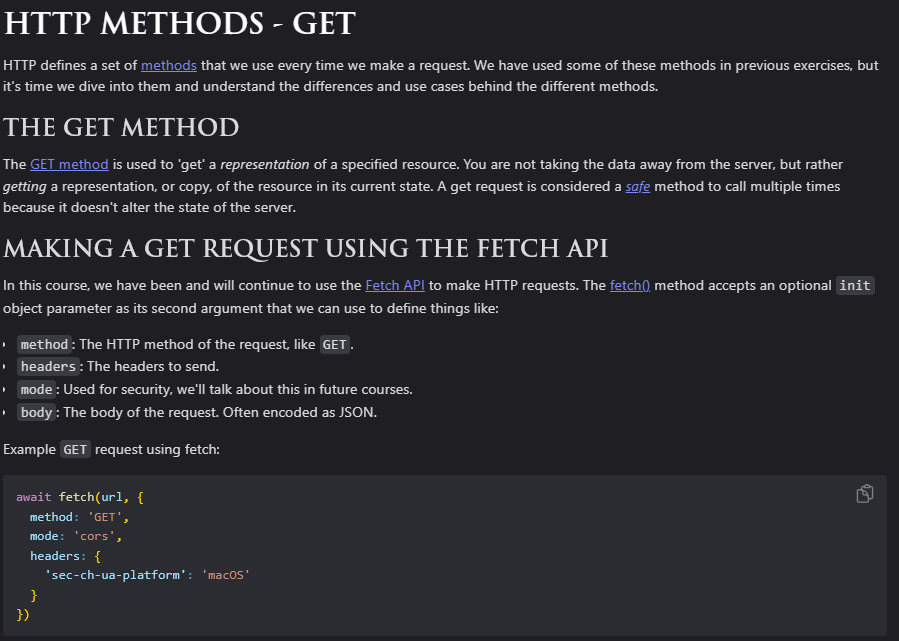 HTTP METHODS - GET
HTTP defines a set of methods that we use every time we make a request. We have used some of these methods in previous exercises, but
it's time we dive into them and understand the differences and use cases behind the different methods.
THE GET METHOD
The GET method is used to 'get' a representation of a specified resource. You are not taking the data away from the server, but rather
getting a representation, or copy, of the resource in its current state. A get request is considered a safe method to call multiple times
because it doesn't alter the state of the server.
MAKING A GET REQUEST USING THE FETCH API
In this course, we have been and will continue to use the Fetch API to make HTTP requests. The fetch() method accepts an optional init
object parameter as its second argument that we can use to define things like:
• method: The HTTP method of the request, like GET.
• headers: The headers to send.
• mode: Used for security, we'll talk about this in future courses.
• body: The body of the request. Often encoded as JSON.
Example GET request using fetch:
await fetch(url, {
  method: 'GET',
  mode: 'cors',
  headers: {
    'sec-ch-ua-platform': 'macOS'
  }
})